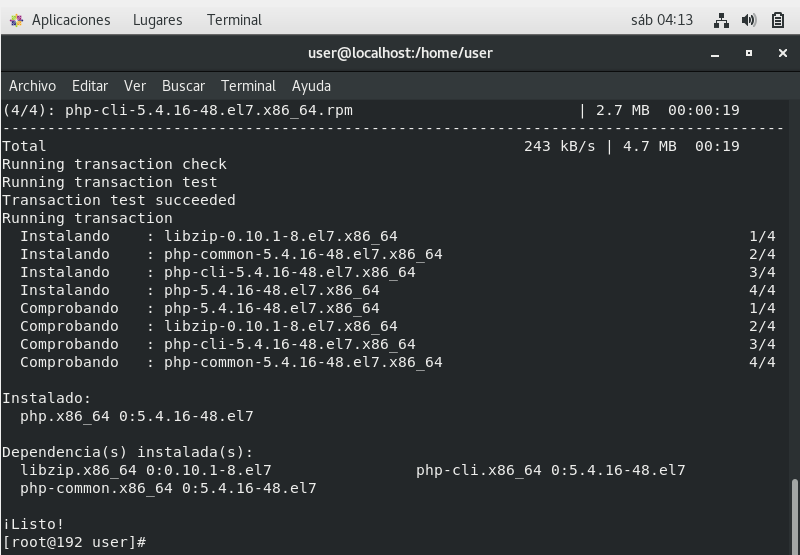 Aplicaciones Lugares Terminal sáb 04:13
user@localhost:/home/user
Archivo Editar Ver Buscar Terminal Ayuda
(4/4): php-cli-5.4.16-48.el7.x86_64.rpm | 2.7 MB 00:00:19
--------------------------------------------------------------------------------
Total 243 kB/s | 4.7 MB 00:19
Running transaction check
Running transaction test
Transaction test succeeded
Running transaction
Instalando : libzip-0.10.1-8.el7.x86_64 1/4
Instalando : php-common-5.4.16-48.el7.x86_64 2/4
Instalando : php-cli-5.4.16-48.el7.x86_64 3/4
Instalando : php-5.4.16-48.el7.x86_64 4/4
Comprobando : php-5.4.16-48.el7.x86_64 1/4
Comprobando : libzip-0.10.1-8.el7.x86_64 2/4
Comprobando : php-cli-5.4.16-48.el7.x86_64 3/4
Comprobando : php-common-5.4.16-48.el7.x86_64 4/4
Instalado:
php.x86_64 0:5.4.16-48.el7
Dependencia(s) instalada(s):
libzip.x86_64 0:0.10.1-8.el7 php-cli.x86_64 0:5.4.16-48.el7
php-common.x86_64 0:5.4.16-48.el7
¡Listo!
[root@192 user]#